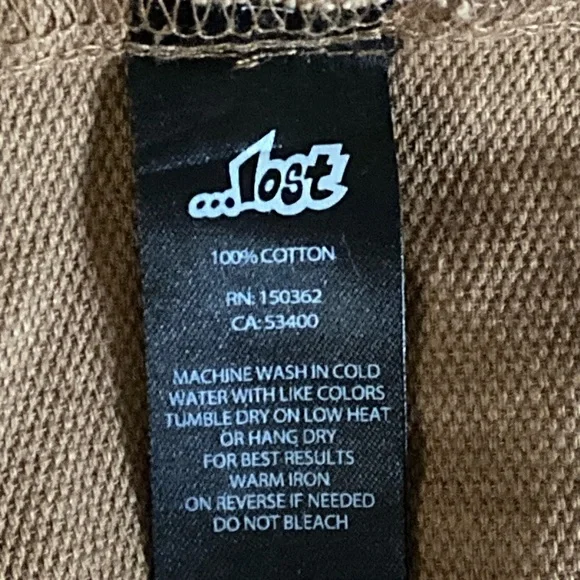 ...lost
100% COTTON
RN: 150362
CA: 53400
MACHINE WASH IN COLD
WATER WITH LIKE COLORS
TUMBLE DRY ON LOW HEAT
OR HANG DRY
FOR BEST RESULTS
WARM IRON
ON REVERSE IF NEEDED
DO NOT BLEACH